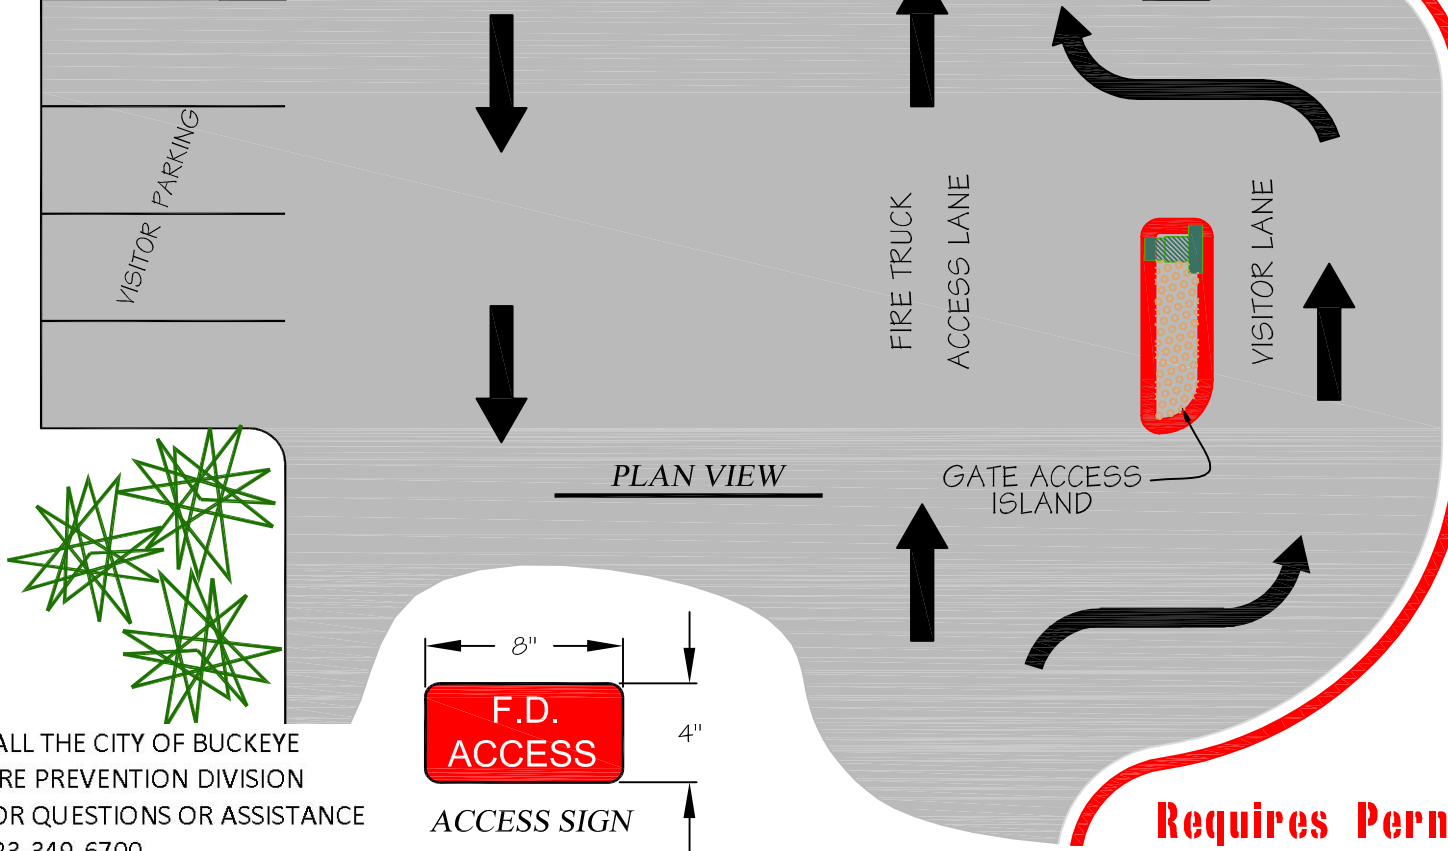 VISITOR PARKING
FIRE TRUCK
ACCESS LANE
VISITOR LANE
PLAN VIEW
GATE ACCESS
ISLAND
8"
F.D.
ACCESS
4"
ACCESS SIGN
ALL THE CITY OF BUCKEYE
RE PREVENTION DIVISION
OR QUESTIONS OR ASSISTANCE
Requires